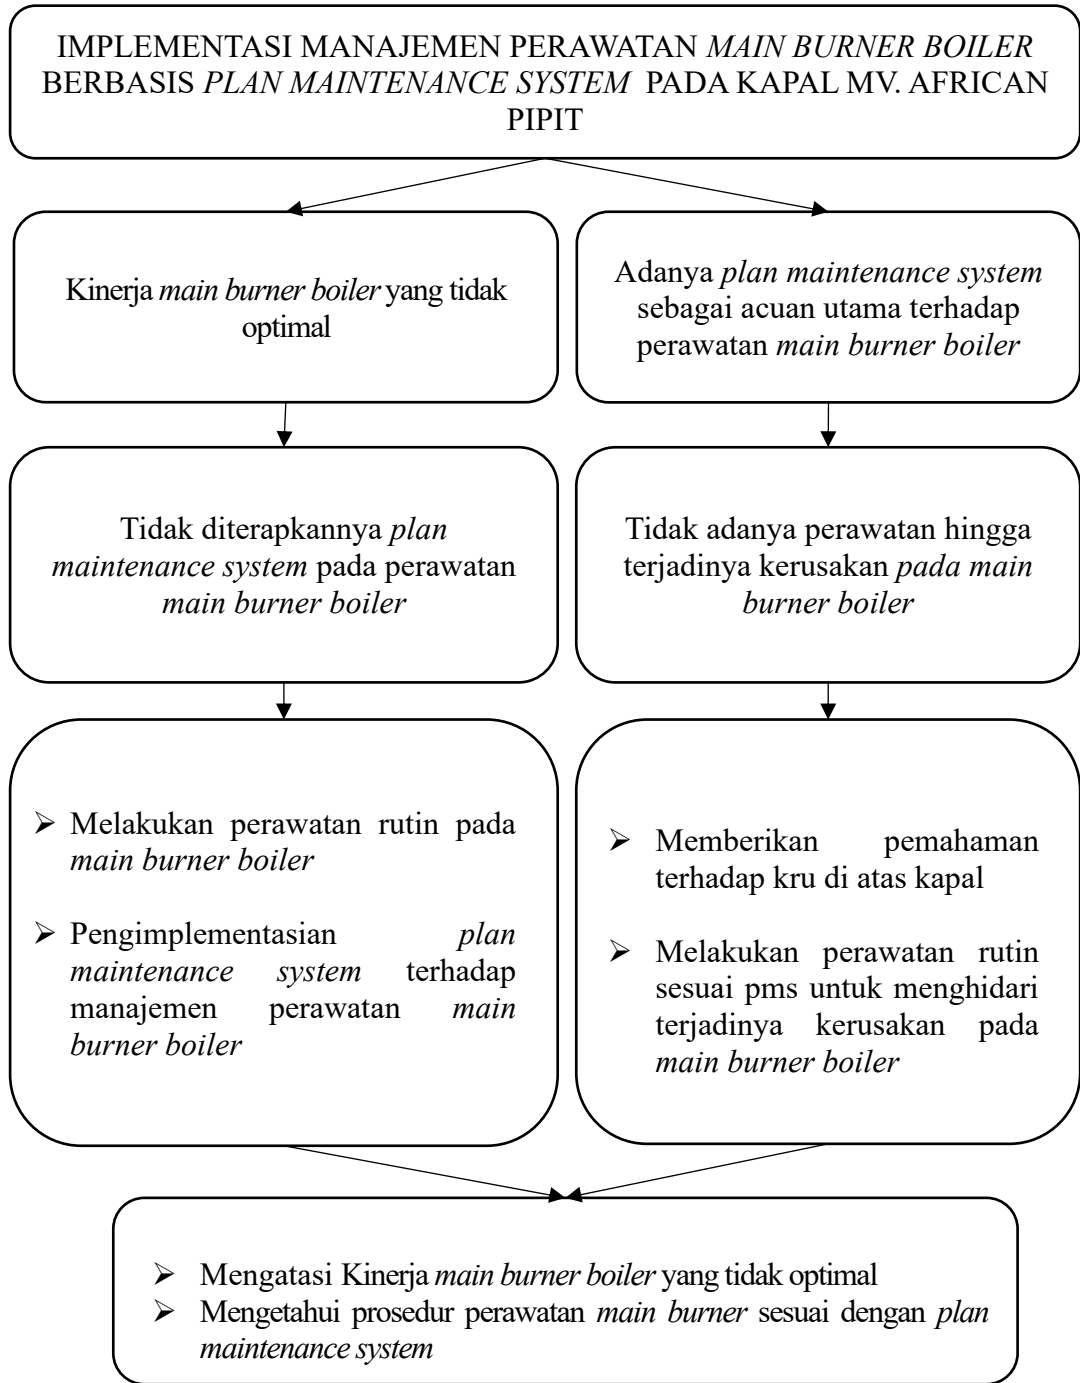 IMPLEMENTASI MANAJEMEN PERAWATAN MAIN BURNER BOILER
BERBASIS PLAN MAINTENANCE SYSTEM PADA KAPAL MV. AFRICAN
PIPIT
Kinerja main burner boiler yang tidak
optimal
Adanya plan maintenance system
sebagai acuan utama terhadap
perawatan main burner boiler
Tidak diterapkannya plan
maintenance system pada perawatan
main burner boiler
Tidak adanya perawatan hingga
terjadinya kerusakan pada main
burner boiler
➢ Melakukan perawatan rutin pada
main burner boiler
➢ Pengimplementasian plan
maintenance system terhadap
manajemen perawatan main
burner boiler
➢ Memberikan pemahaman
terhadap kru di atas kapal
➢ Melakukan perawatan rutin
sesuai pms untuk menghidari
terjadinya kerusakan pada
main burner boiler
➢ Mengatasi Kinerja main burner boiler yang tidak optimal
➢ Mengetahui prosedur perawatan main burner sesuai dengan plan
maintenance system